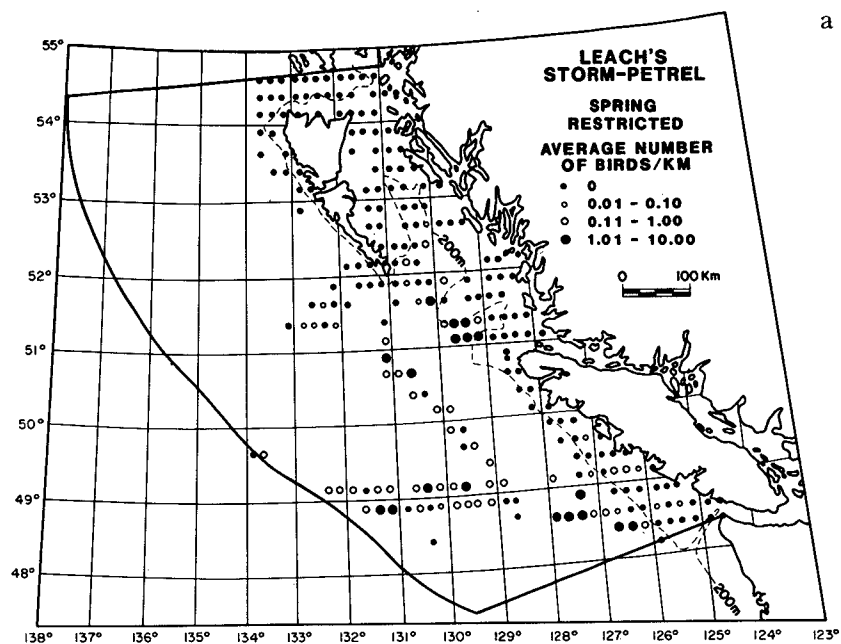 a
55°
54°
53°
52°
51°
50°
49°
48°
47°
LEACH'S
STORM-PETREL
SPRING
RESTRICTED
AVERAGE NUMBER
OF BIRDS/KM
0
0.01 - 0.10
0.11 - 1.00
1.01 - 10.00
0 100 Km
200m
200m
138° 137° 136° 135° 134° 133° 132° 131° 130° 129° 128° 127° 126° 125° 124° 123°